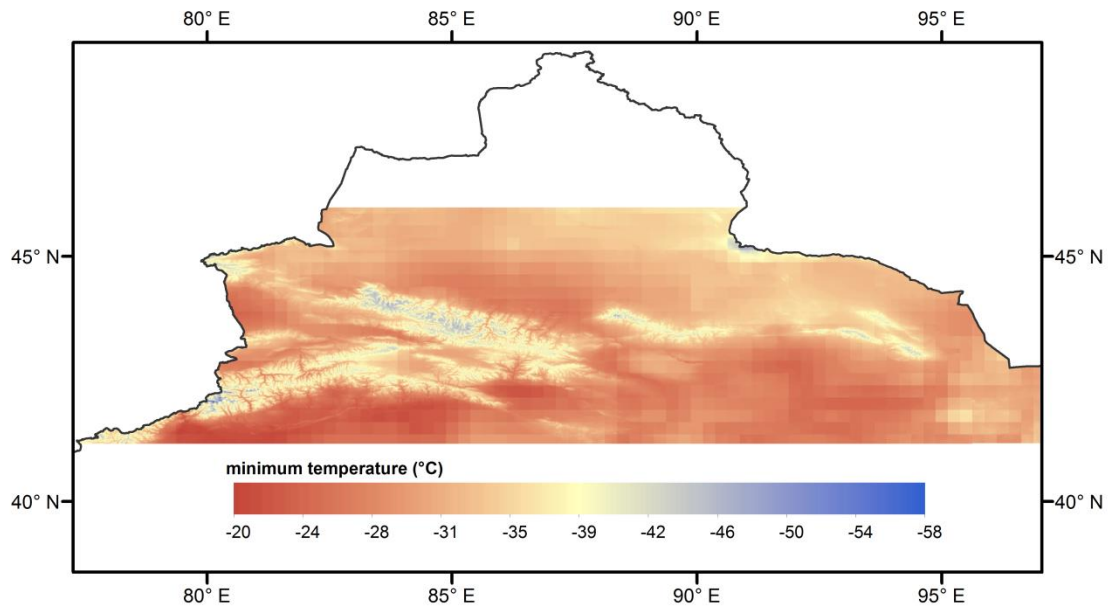 80° E 85° E 90° E 95° E
45° N 45° N
minimum temperature (°C)
40° N 40° N
-20 -24 -28 -31 -35 -39 -42 -46 -50 -54 -58
80° E 85° E 90° E 95° E